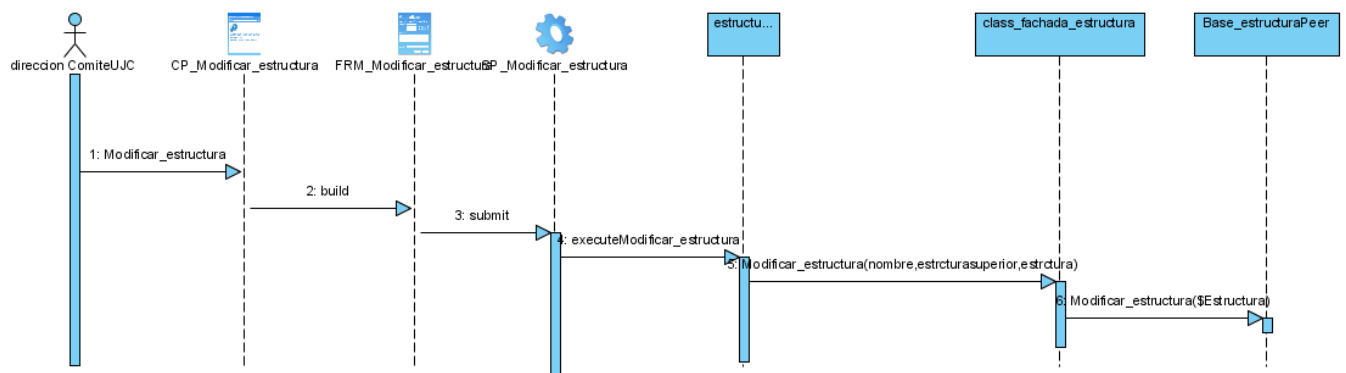 estructu...
class_fachada_estructura
Base_estructuraPeer
direccion ComiteUJC
CP_Modificar_estructura
FRM_Modificar_estructura
SP_Modificar_estructura
1: Modificar_estructura
2: build
3: submit
4: executeModificar_estructura
5: Modificar_estructura(nombre,estrcturasuperior,estrctura)
6: Modificar_estructura($Estructura)